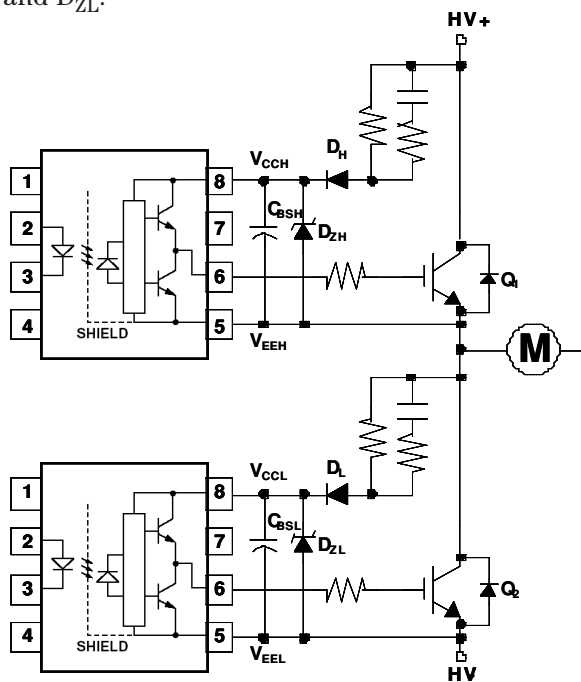 and D_ZL.
HV+
1
2
3
4
8
7
6
5
SHIELD
V_CCH
D_H
C_BSH
D_ZH
V_EEH
Q_1
M
1
2
3
4
8
7
6
5
SHIELD
V_CCL
D_L
C_BSL
D_ZL
V_EEL
Q_2
HV